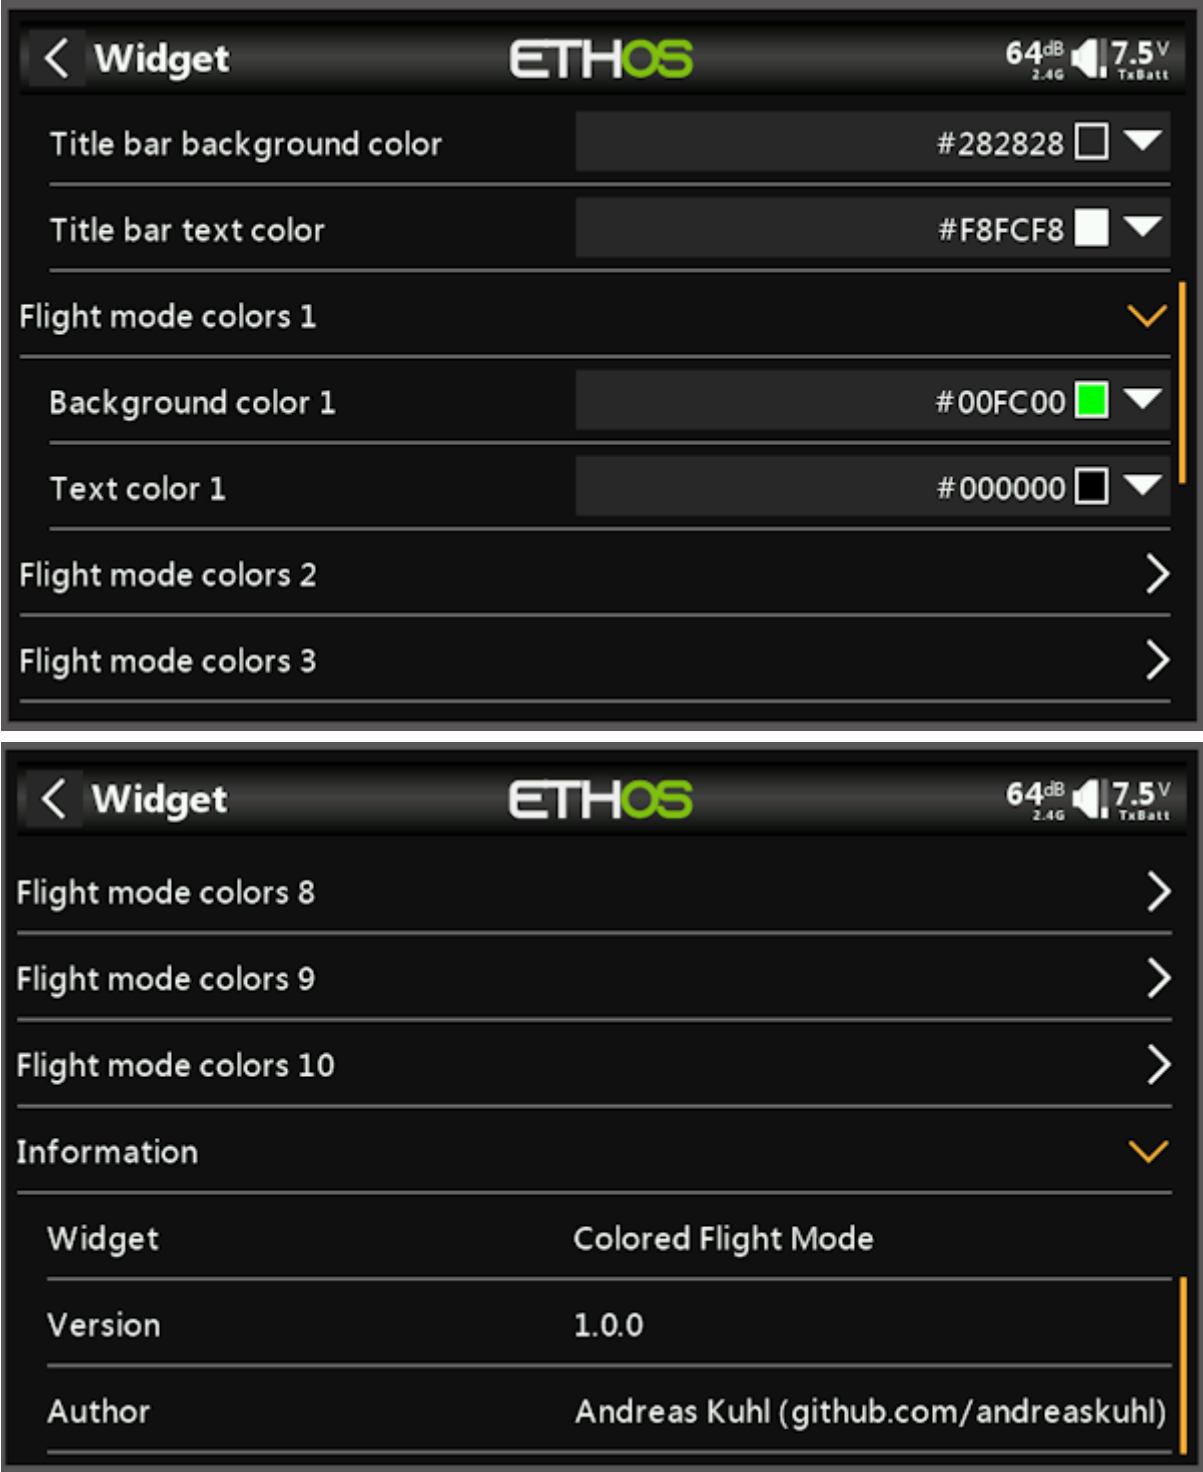 Widget ETHOS 64dB 2.4G 7.5V TxBatt
Title bar background color #282828
Title bar text color #F8FCF8
Flight mode colors 1
Background color 1 #00FC00
Text color 1 #000000
Flight mode colors 2
Flight mode colors 3
Widget ETHOS 64dB 2.4G 7.5V TxBatt
Flight mode colors 8
Flight mode colors 9
Flight mode colors 10
Information
Widget Colored Flight Mode
Version 1.0.0
Author Andreas Kuhl (github.com/andreaskuhl)